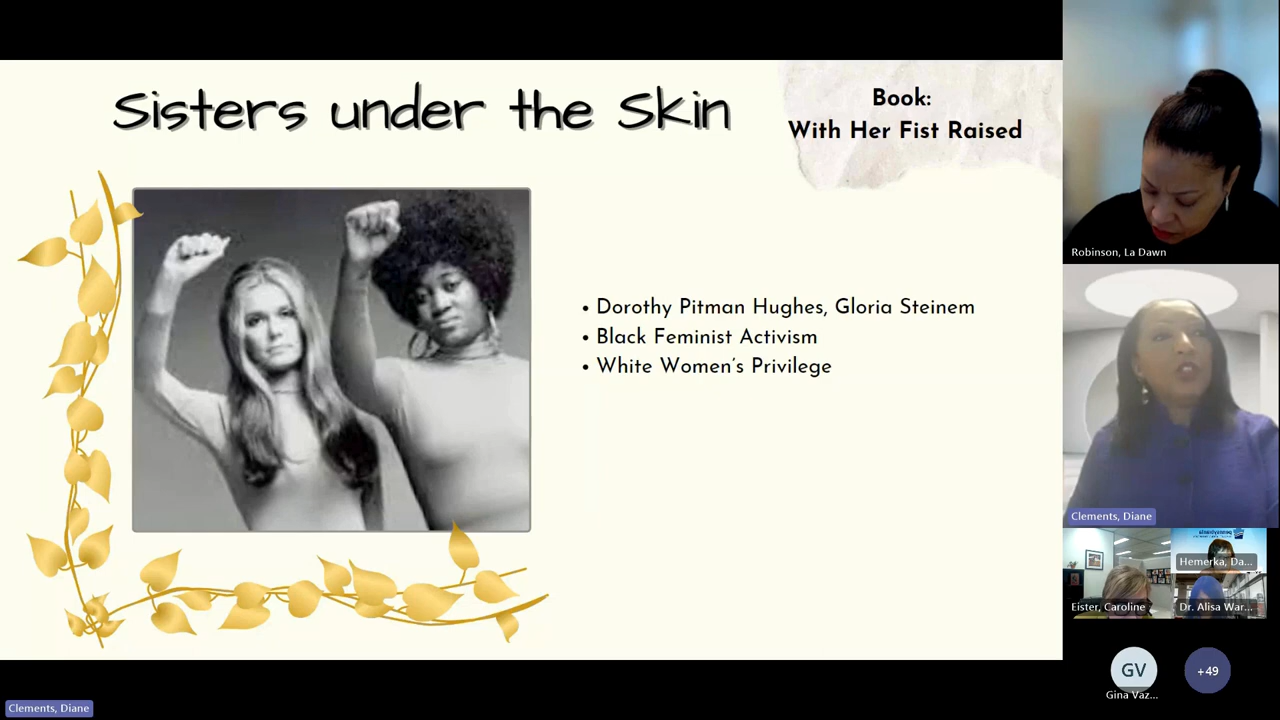 Sisters under the Skin
Book:
With Her Fist Raised
• Dorothy Pitman Hughes, Gloria Steinem
• Black Feminist Activism
• White Women's Privilege
Robinson, La Dawn
Clements, Diane
Hemerka, Da...
Eister, Caroline
Dr. Alisa War...
GV
+49
Gina Vaz...
Clements, Diane